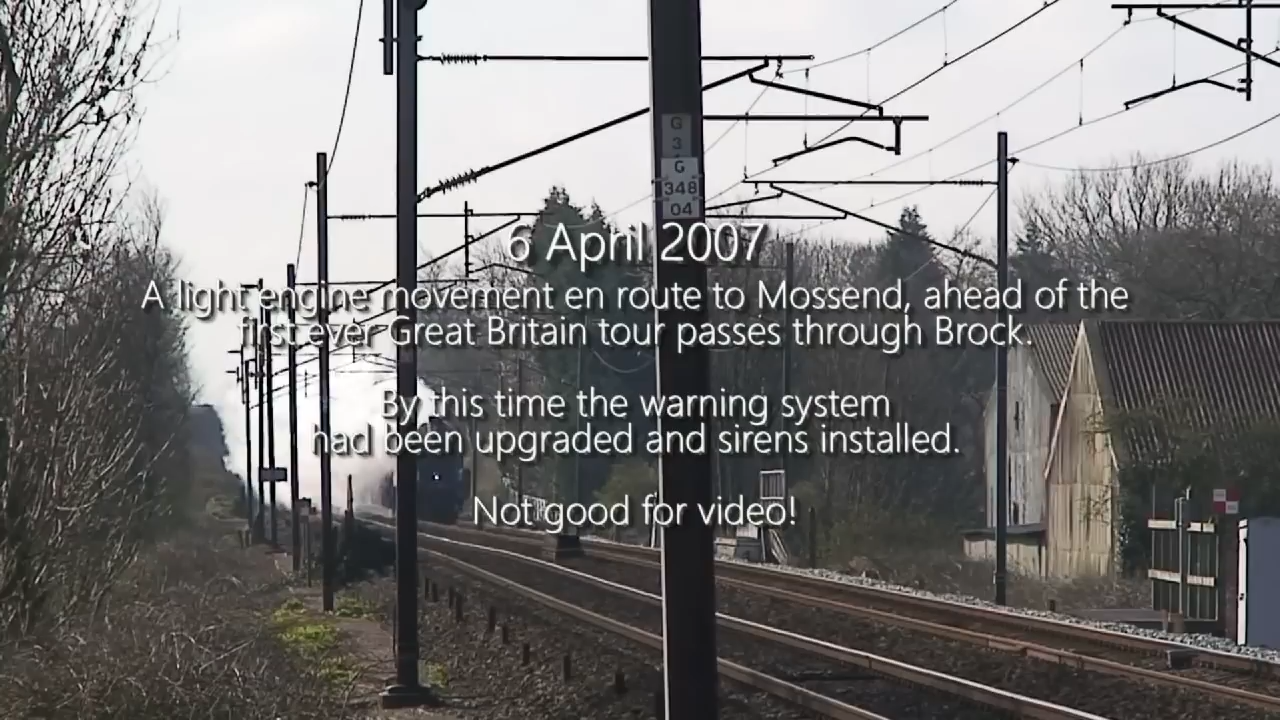 G
3
G
348
04
6 April 2007
A light engine movement en route to Mossend, ahead of the
first ever Great Britain tour passes through Brock.
By this time the warning system
had been upgraded and sirens installed.
Not good for video!